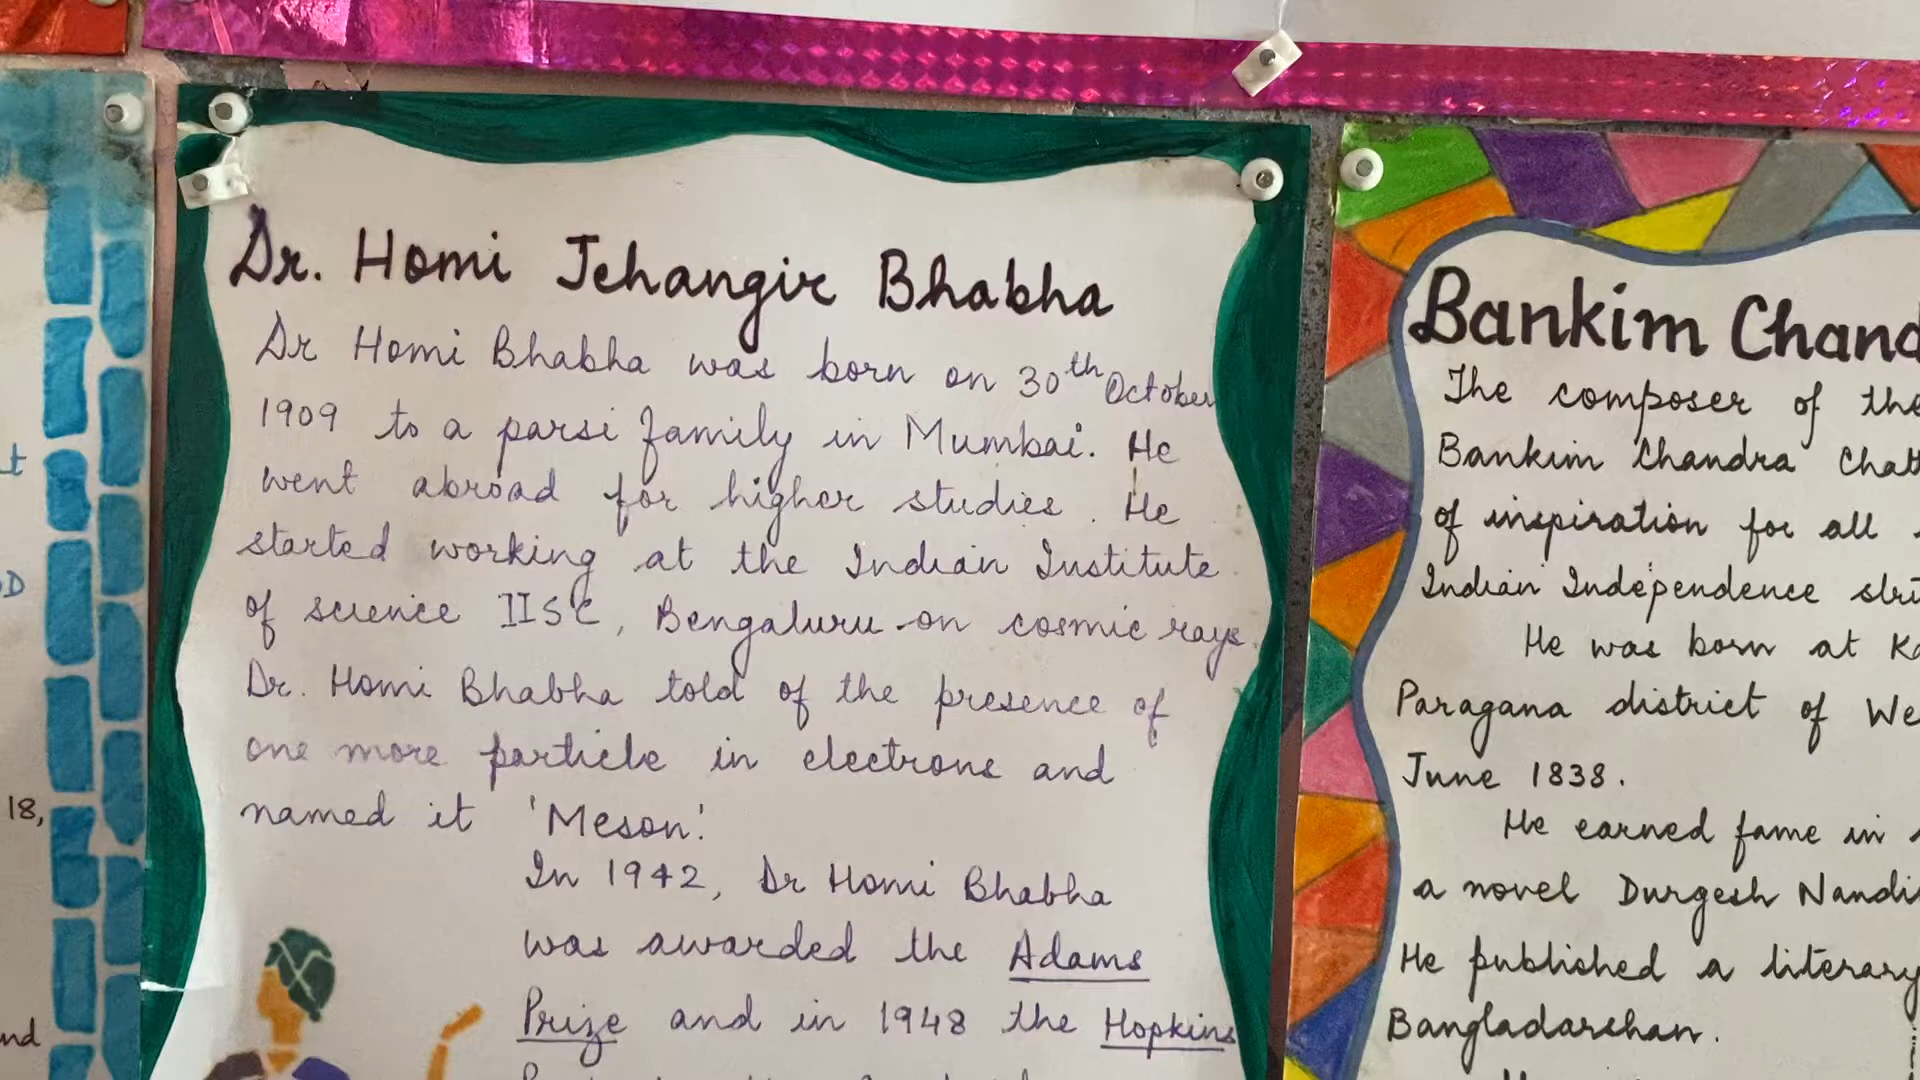 Dr. Homi Jehangir Bhabha
Dr Homi Bhabha was born on 30th October
1909 to a parsi family in Mumbai. He
went abroad for higher studies. He
started working at the Indian Institute
of science IISC, Bengaluru on cosmic rays.
Dr. Homi Bhabha told of the presence of
one more particle in electrons and
named it 'Meson'.
In 1942, Dr Homi Bhabha
was awarded the Adams
Prize and in 1948 the Hopkins
Bankim Chand
The composer of the
Bankim Chandra Chatt
of inspiration for all
Indian Independence stru
He was born at Ka
Paragana district of We
June 1838.
He earned fame in
a novel Durgesh Nandi
He published a literary
Bangladarshan.
18,
nd